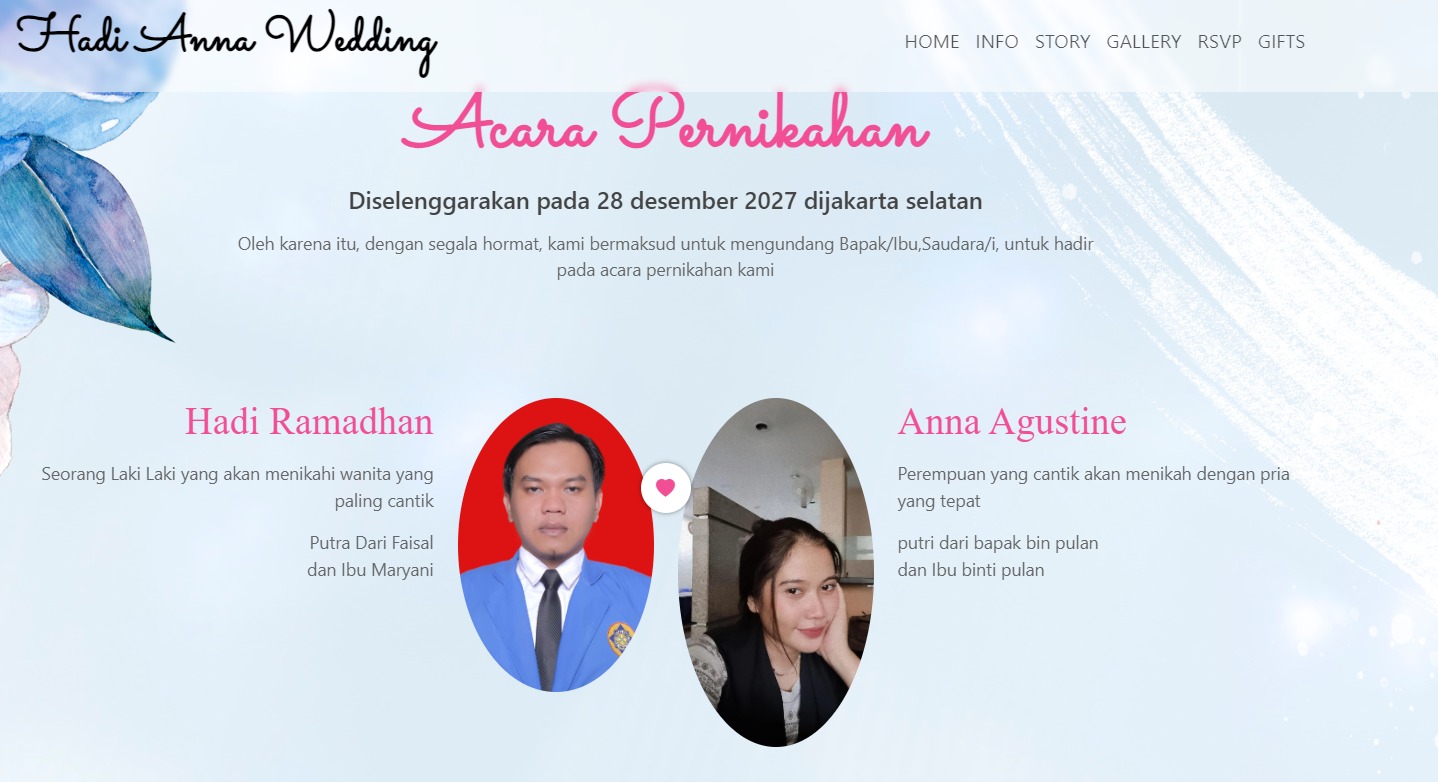 Hadi Anna Wedding
HOME INFO STORY GALLERY RSVP GIFTS
Acara Pernikahan
Diselenggarakan pada 28 desember 2027 dijakarta selatan
Oleh karena itu, dengan segala hormat, kami bermaksud untuk mengundang Bapak/Ibu,Saudara/i, untuk hadir
pada acara pernikahan kami
Hadi Ramadhan
Seorang Laki Laki yang akan menikahi wanita yang
paling cantik
Putra Dari Faisal
dan Ibu Maryani
Anna Agustine
Perempuan yang cantik akan menikah dengan pria
yang tepat
putri dari bapak bin pulan
dan Ibu binti pulan